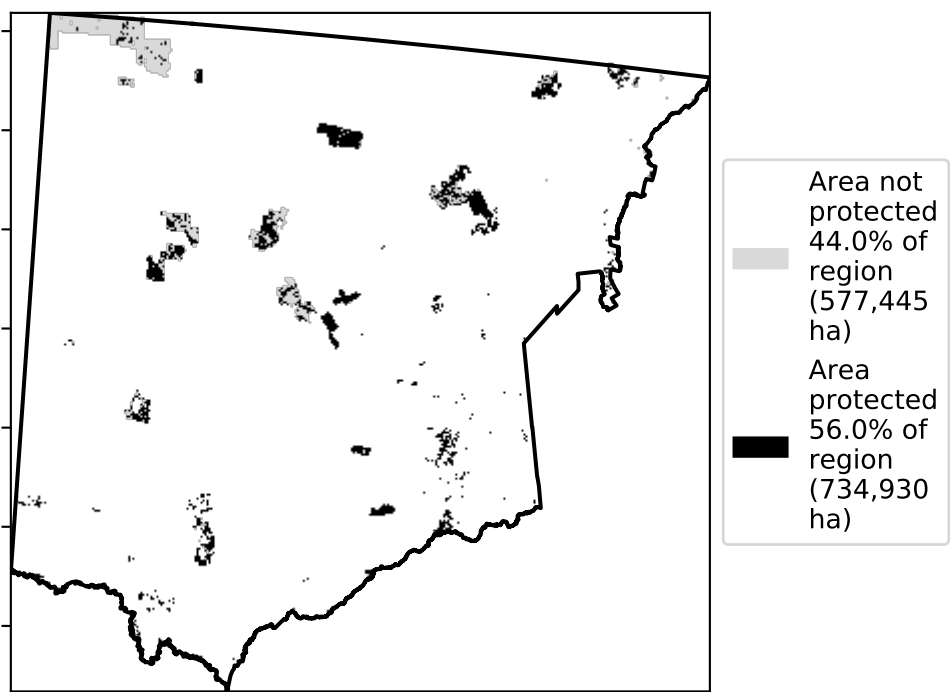 Area not
protected
44.0% of
region
(577,445
ha)
Area
protected
56.0% of
region
(734,930
ha)